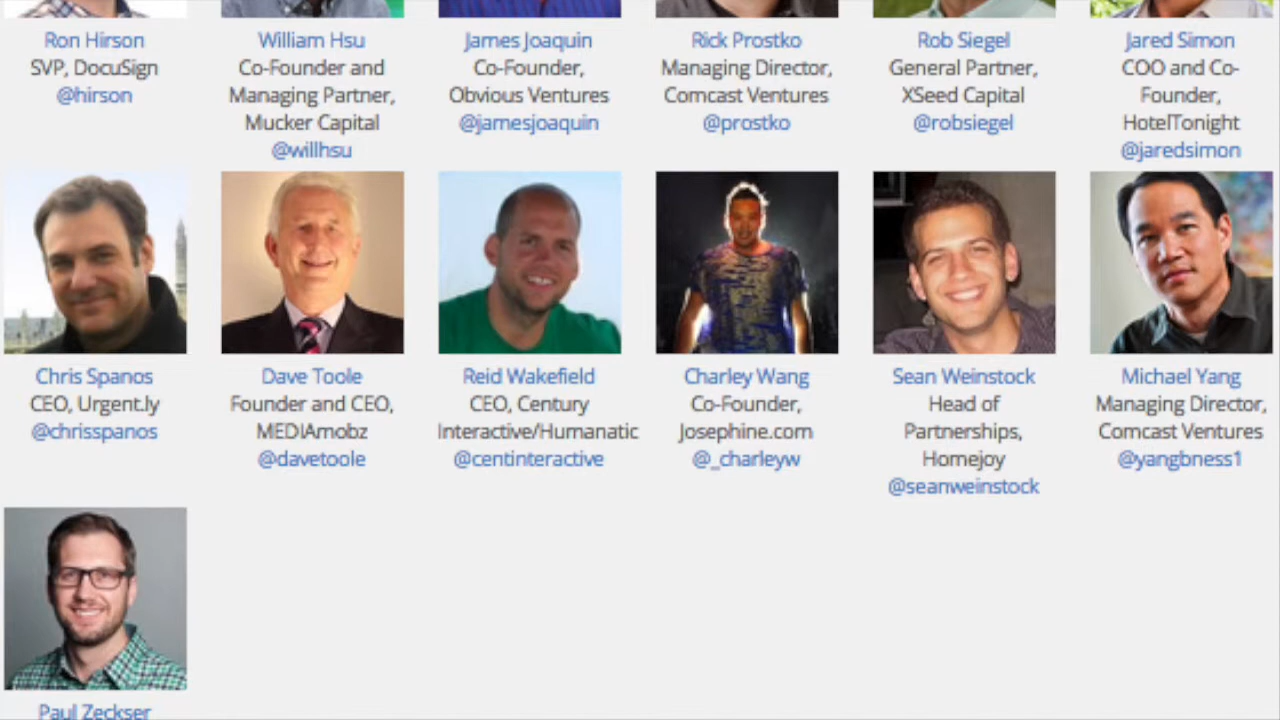 Ron Hirson
SVP, DocuSign
@hirson
William Hsu
Co-Founder and
Managing Partner,
Mucker Capital
@willhsu
James Joaquin
Co-Founder,
Obvious Ventures
@jamesjoaquin
Rick Prostko
Managing Director,
Comcast Ventures
@prostko
Rob Siegel
General Partner,
XSeed Capital
@robsiegel
Jared Simon
COO and Co-
Founder,
HotelTonight
@jaredsimon
Chris Spanos
CEO, Urgent.ly
@chrisspanos
Dave Toole
Founder and CEO,
MEDIAmobz
@davetoole
Reid Wakefield
CEO, Century
Interactive/Humanatic
@centinteractive
Charley Wang
Co-Founder,
Josephine.com
@_charleyw
Sean Weinstock
Head of
Partnerships,
Homejoy
@seanweinstock
Michael Yang
Managing Director,
Comcast Ventures
@yangbness1
Paul Zeckser